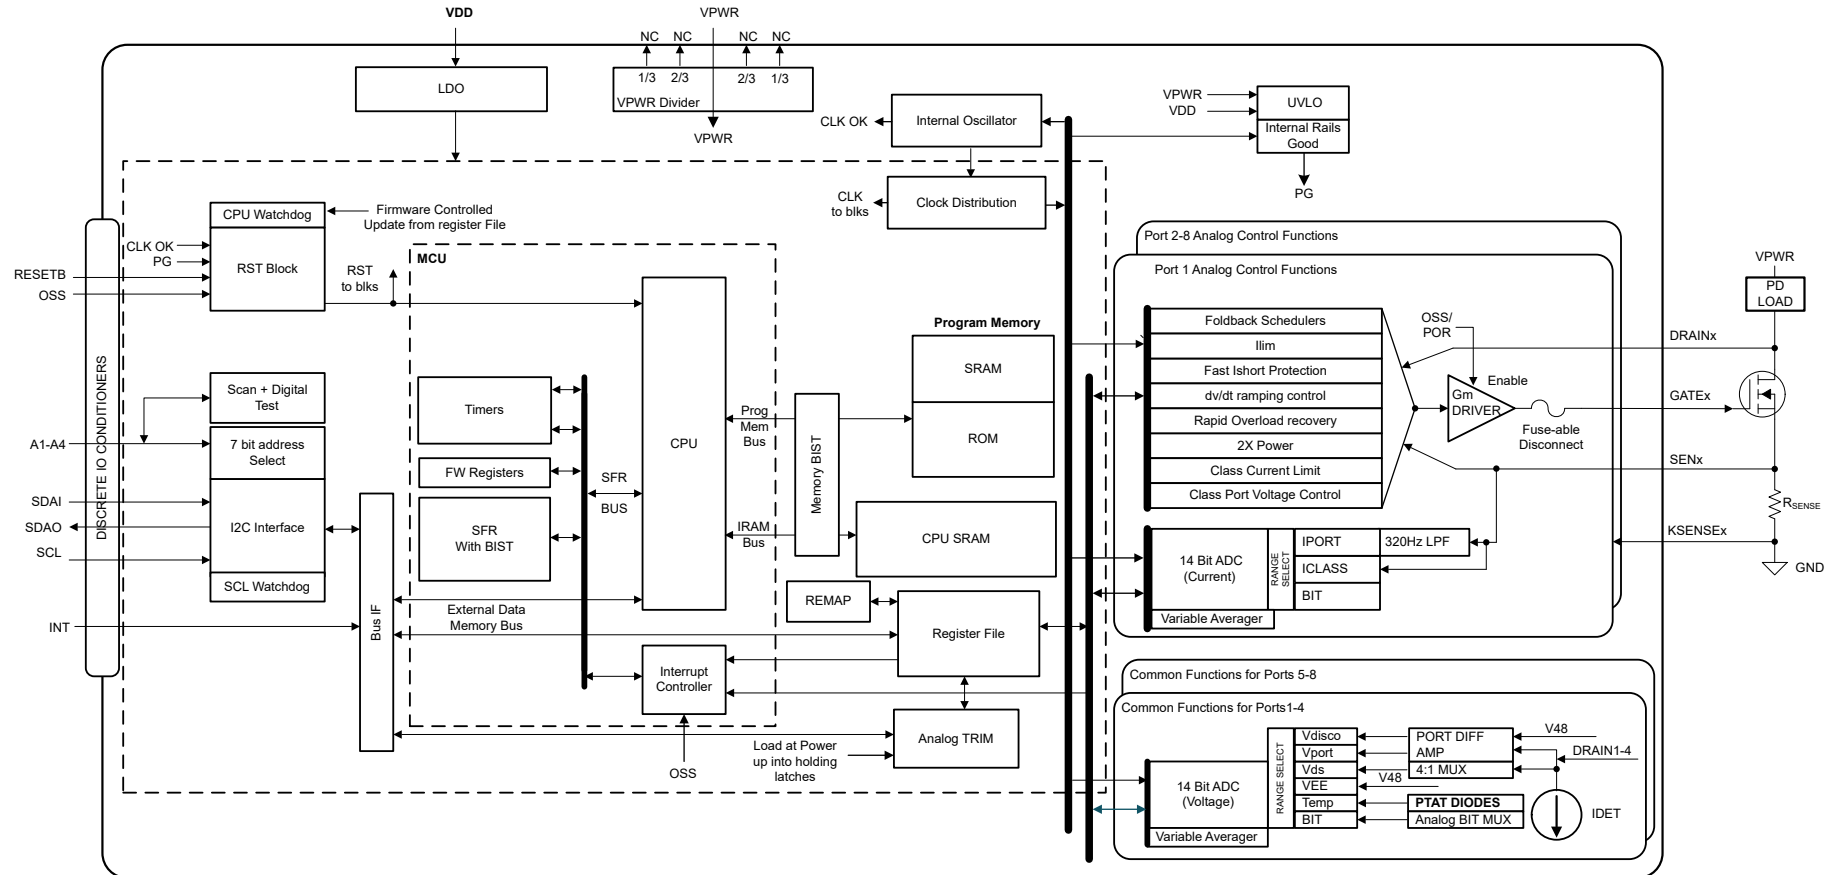 VDD
VPWR
NC
NC
NC
NC
1/3
2/3
2/3
1/3
LDO
VPWR Divider
VPWR
CLK OK
Internal Oscillator
VPWR
VDD
UVLO
Internal Rails
Good
PG
CLK
to blks
Clock Distribution
CPU Watchdog
Firmware Controlled
Update from register File
CLK OK
PG
RESETB
OSS
RST Block
RST
to blks
MCU
DISCRETE IO CONDITIONERS
Scan + Digital
Test
A1-A4
7 bit address
Select
SDAI
SDAO
SCL
I2C Interface
SCL Watchdog
INT
Bus IF
Timers
FW Registers
SFR
With BIST
SFR
BUS
CPU
Prog
Mem
Bus
IRAM
Bus
Memory BIST
Program Memory
SRAM
ROM
CPU SRAM
External Data
Memory Bus
REMAP
Register File
Interrupt
Controller
OSS
Analog TRIM
Load at Power
up into holding
latches
Port 2-8 Analog Control Functions
Port 1 Analog Control Functions
Foldback Schedulers
Ilim
Fast Ishort Protection
dv/dt ramping control
Rapid Overload recovery
2X Power
Class Current Limit
Class Port Voltage Control
OSS/
POR
Enable
Gm
DRIVER
Fuse-able
Disconnect
VPWR
PD
LOAD
DRAINx
GATEx
SENx
RSENSE
KSENSEx
GND
14 Bit ADC
(Current)
RANGE
SELECT
IPORT
320Hz LPF
ICLASS
BIT
Variable Averager
Common Functions for Ports 5-8
Common Functions for Ports1-4
14 Bit ADC
(Voltage)
RANGE SELECT
Vdisco
Vport
Vds
VEE
Temp
BIT
PORT DIFF
AMP
4:1 MUX
V48
V48
DRAIN1-4
PTAT DIODES
Analog BIT MUX
IDET
Variable Averager